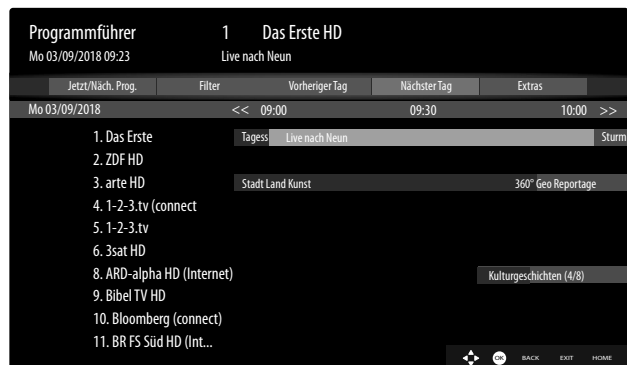 Programmführer 1 Das Erste HD
Mo 03/09/2018 09:23 Live nach Neun
Jetzt/Näch. Prog. Filter Vorheriger Tag Nächster Tag Extras
Mo 03/09/2018 << 09:00 09:30 10:00 >>
1. Das Erste Tagess Live nach Neun Sturm
2. ZDF HD
3. arte HD Stadt Land Kunst 360° Geo Reportage
4. 1-2-3.tv (connect
5. 1-2-3.tv
6. 3sat HD
8. ARD-alpha HD (Internet) Kulturgeschichten (4/8)
9. Bibel TV HD
10. Bloomberg (connect)
11. BR FS Süd HD (Int...
OK BACK EXIT HOME